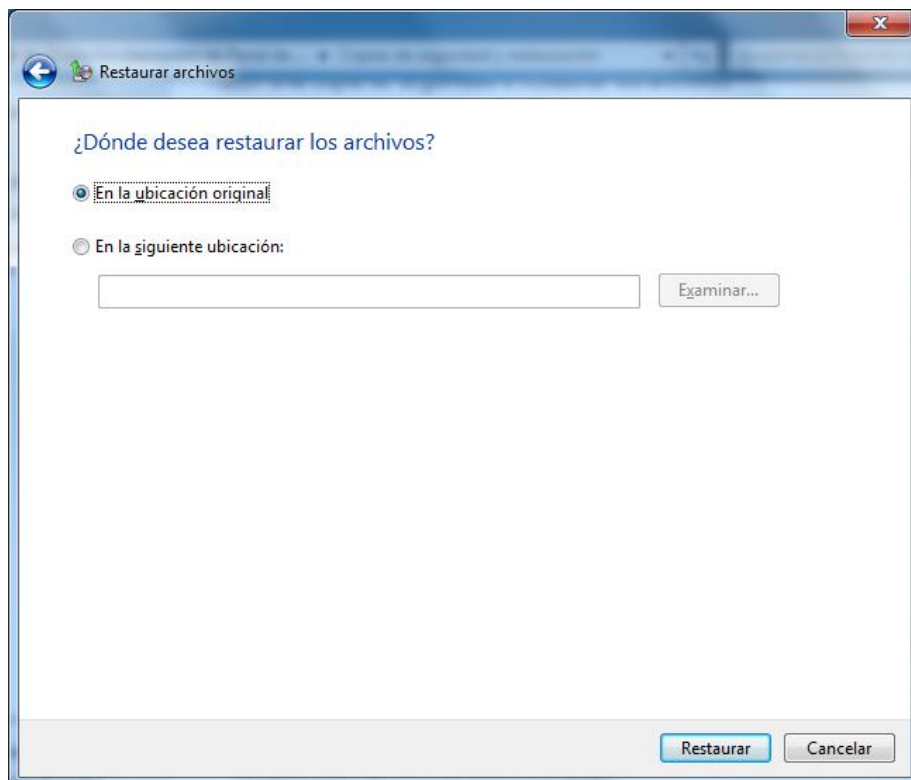 Restaurar archivos
¿Dónde desea restaurar los archivos?
En la ubicación original
En la siguiente ubicación:
Examinar...
Restaurar Cancelar